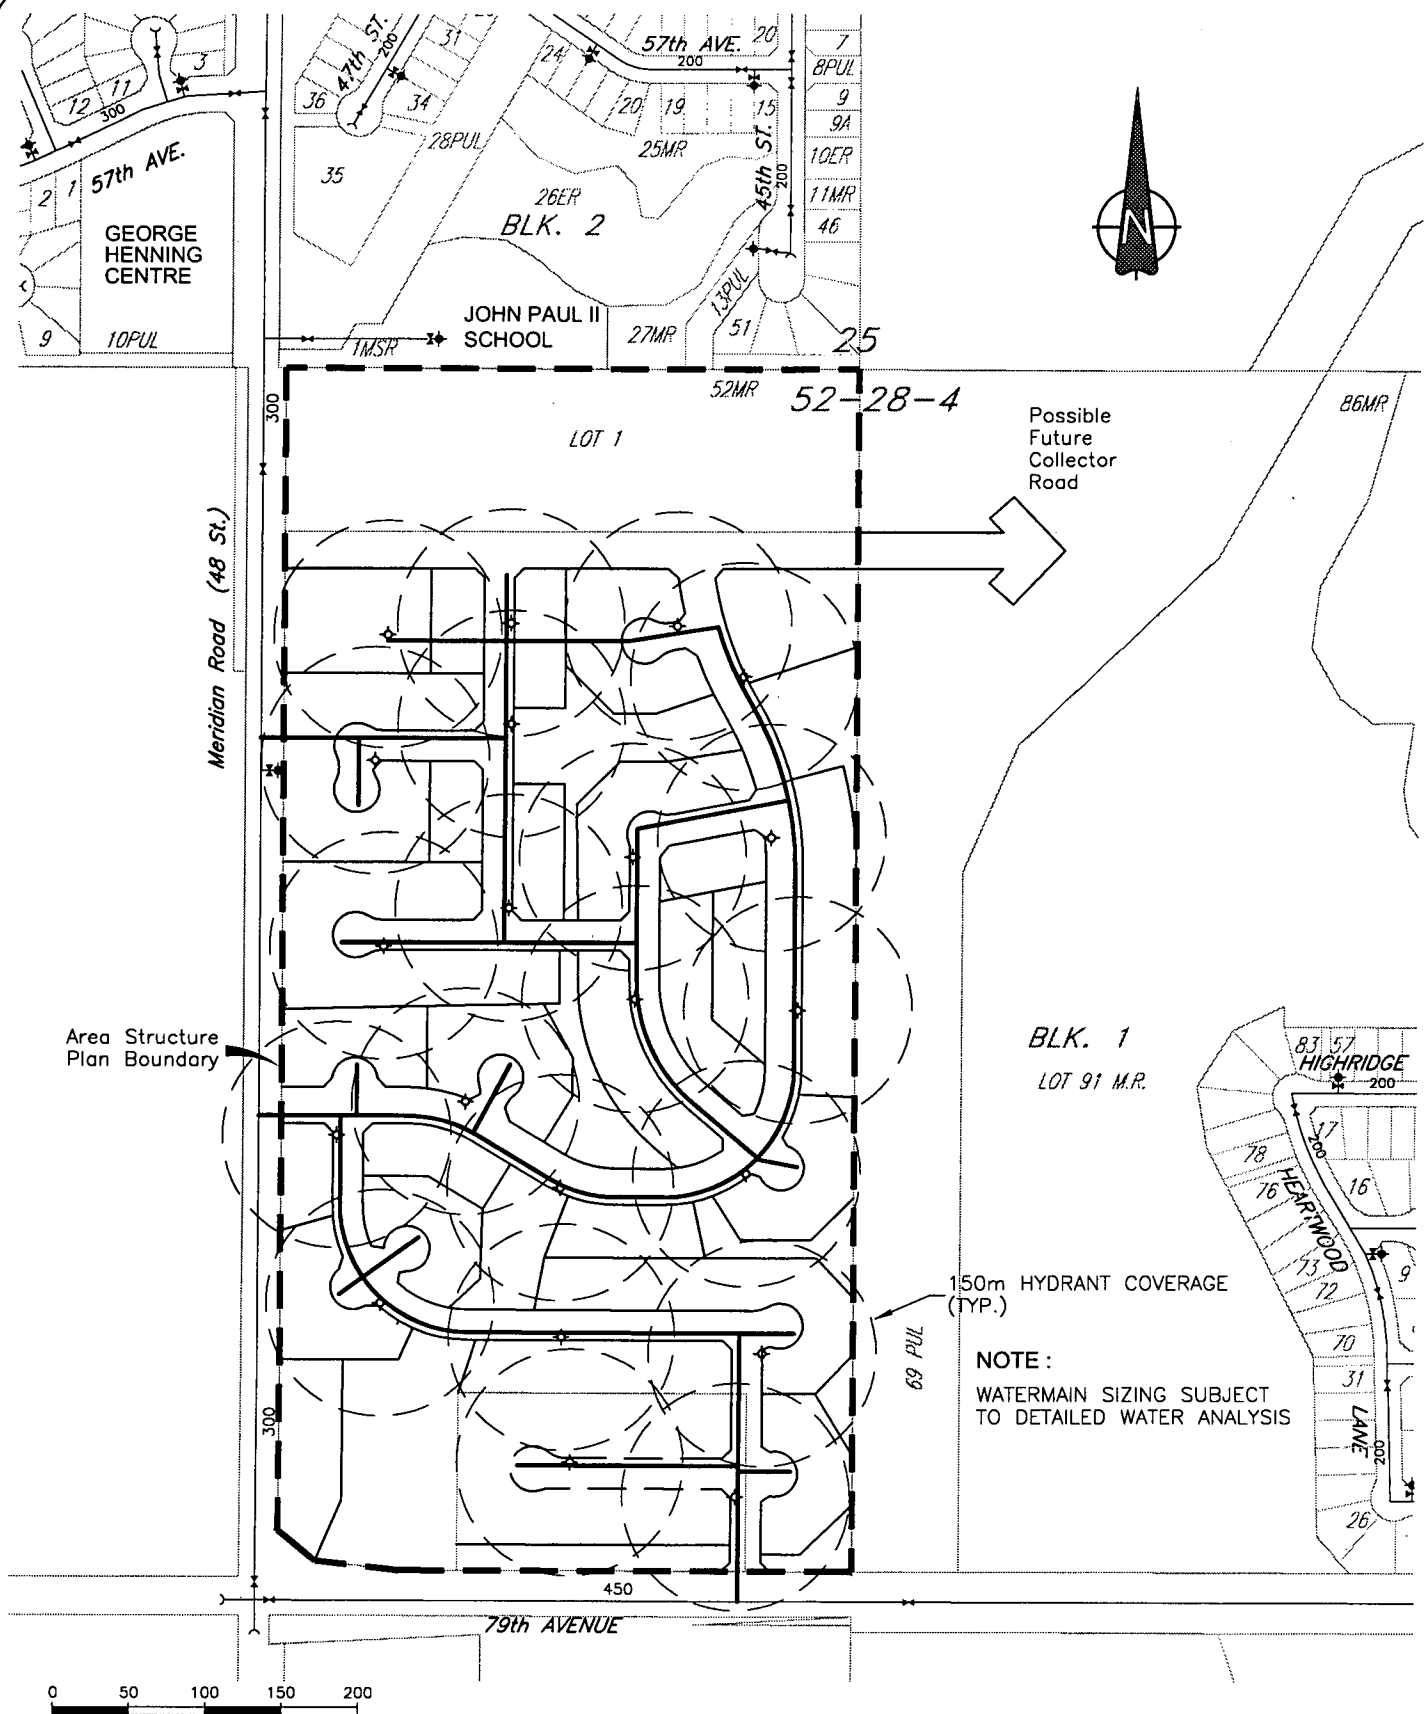 57th AVE.
200
20
7
8PUL
9
9A
10ER
11MR
46
47th ST.
200
31
24
20
19
15
36
34
28PUL
25MR
45th ST.
200
35
26ER
BLK. 2
3
11
12
300
57th AVE.
2
1
GEORGE
HENNING
CENTRE
9
10PUL
JOHN PAUL II
SCHOOL
1MSR
27MR
13PUL
51
25
N
300
52MR
52-28-4
LOT 1
Possible
Future
Collector
Road
86MR
Meridian Road (48 St.)
Area Structure
Plan Boundary
BLK. 1
LOT 91 M.R.
83
57
HIGHRIDGE
200
17
200
78
76
16
HEARTWOOD
73
72
9
70
31
LANE
200
26
150m HYDRANT COVERAGE
(TYP.)
69 PUL
NOTE :
WATERMAIN SIZING SUBJECT
TO DETAILED WATER ANALYSIS
300
450
79th AVENUE
0 50 100 150 200